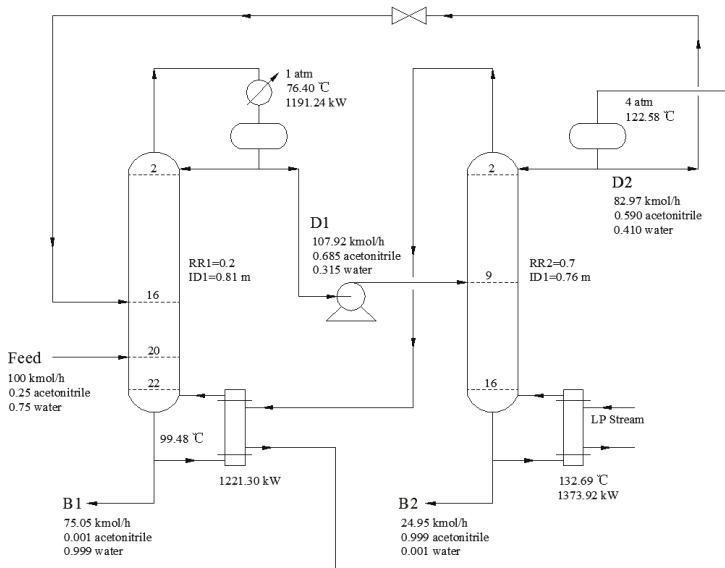 1 atm
76.40 ℃
1191.24 kW
4 atm
122.58 ℃
2
2
D2
82.97 kmol/h
0.590 acetonitrile
0.410 water
D1
107.92 kmol/h
0.685 acetonitrile
0.315 water
RR1=0.2
ID1=0.81 m
RR2=0.7
ID1=0.76 m
9
16
Feed
100 kmol/h
0.25 acetonitrile
0.75 water
20
22
16
LP Stream
99.48 ℃
1221.30 kW
132.69 ℃
1373.92 kW
B1
75.05 kmol/h
0.001 acetonitrile
0.999 water
B2
24.95 kmol/h
0.999 acetonitrile
0.001 water